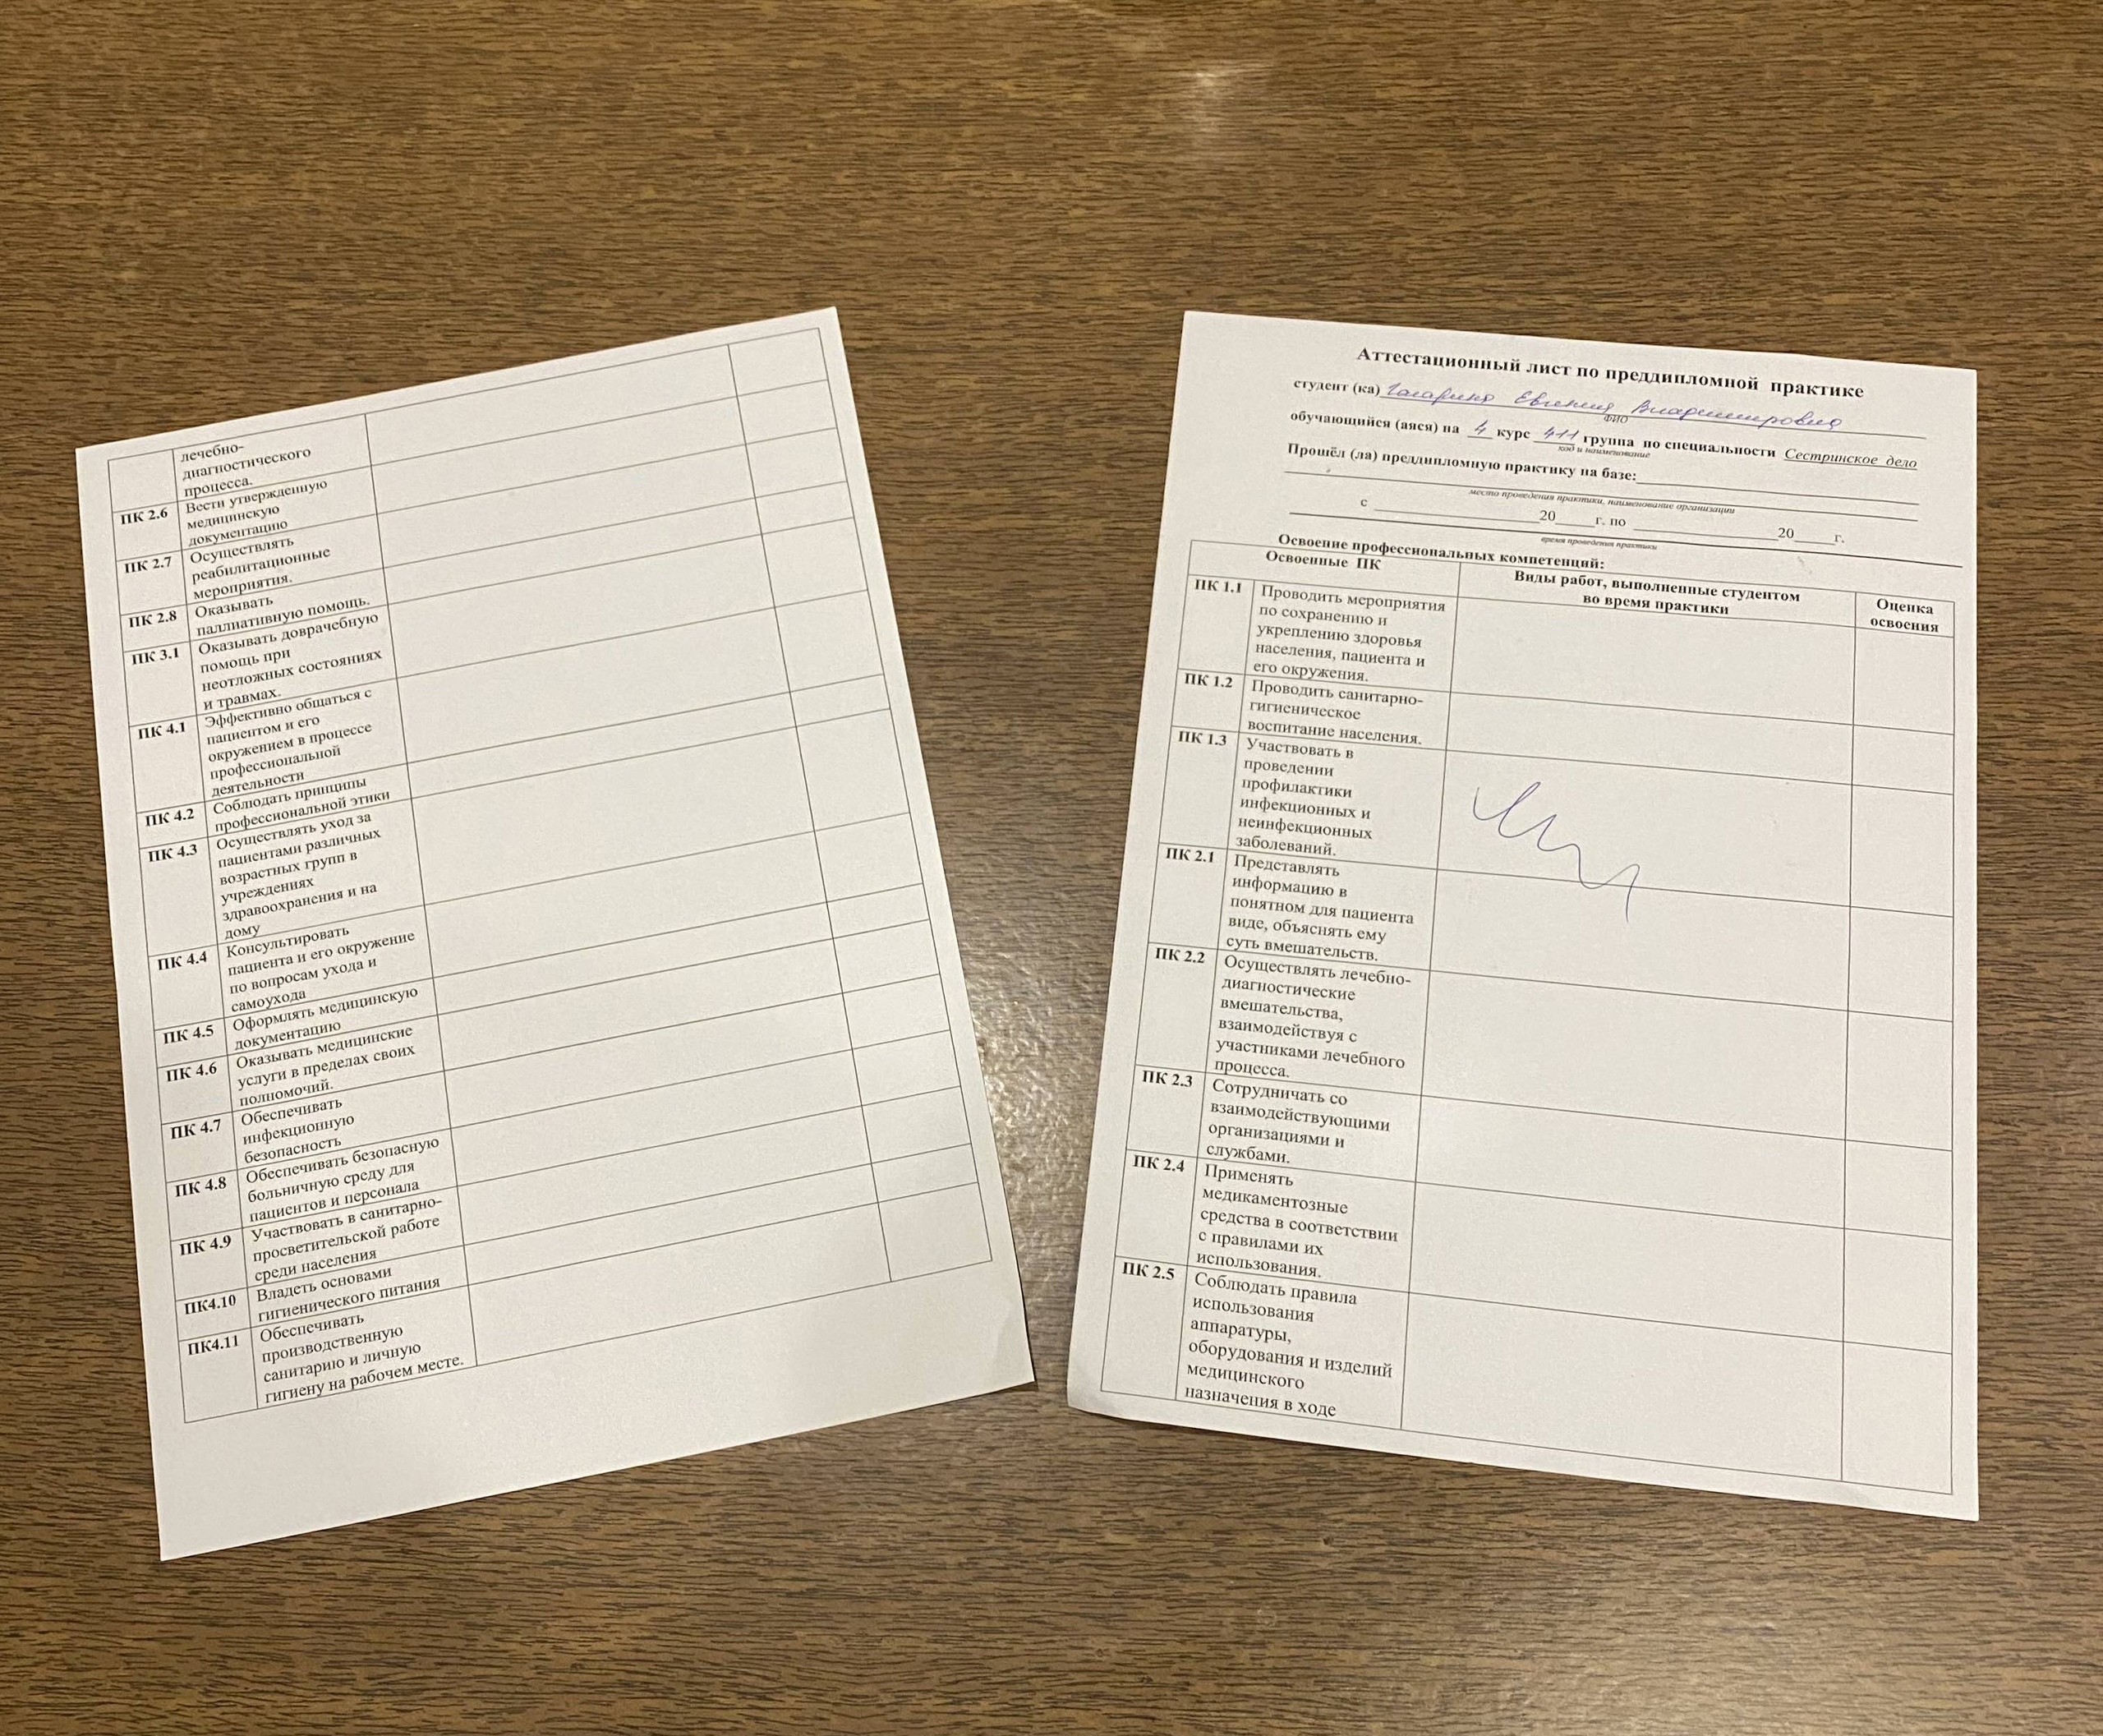 Аттестационный лист по преддипломной практике
студент (ка) Гагарина Евгения Владимировна
ФИО
обучающийся (аяся) на 4 курс 411 группа по специальности Сестринское дело
код и наименование
Прошёл (ла) преддипломную практику на базе:
место проведения практики, наименование организации
с 20 г. по 20 г.
время проведения практики
Освоение профессиональных компетенций:
Освоенные ПК
Виды работ, выполненные студентом
во время практики
Оценка
освоения
ПК 1.1 Проводить мероприятия
по сохранению и
укреплению здоровья
населения, пациента и
его окружения.
ПК 1.2 Проводить санитарно-
гигиеническое
воспитание населения.
ПК 1.3 Участвовать в
проведении
профилактики
инфекционных и
неинфекционных
заболеваний.
ПК 2.1 Представлять
информацию в
понятном для пациента
виде, объяснять ему
суть вмешательств.
ПК 2.2 Осуществлять лечебно-
диагностические
вмешательства,
взаимодействуя с
участниками лечебного
процесса.
ПК 2.3 Сотрудничать со
взаимодействующими
организациями и
службами.
ПК 2.4 Применять
медикаментозные
средства в соответствии
с правилами их
использования.
ПК 2.5 Соблюдать правила
использования
аппаратуры,
оборудования и изделий
медицинского
назначения в ходе
лечебно-
диагностического
процесса.
ПК 2.6 Вести утвержденную
медицинскую
документацию
ПК 2.7 Осуществлять
реабилитационные
мероприятия.
ПК 2.8 Оказывать
паллиативную помощь.
ПК 3.1 Оказывать доврачебную
помощь при
неотложных состояниях
и травмах.
ПК 4.1 Эффективно общаться с
пациентом и его
окружением в процессе
профессиональной
деятельности
ПК 4.2 Соблюдать принципы
профессиональной этики
ПК 4.3 Осуществлять уход за
пациентами различных
возрастных групп в
учреждениях
здравоохранения и на
дому
ПК 4.4 Консультировать
пациента и его окружение
по вопросам ухода и
самоухода
ПК 4.5 Оформлять медицинскую
документацию
ПК 4.6 Оказывать медицинские
услуги в пределах своих
полномочий.
ПК 4.7 Обеспечивать
инфекционную
безопасность
ПК 4.8 Обеспечивать безопасную
больничную среду для
пациентов и персонала
ПК 4.9 Участвовать в санитарно-
просветительской работе
среди населения
ПК4.10 Владеть основами
гигиенического питания
ПК4.11 Обеспечивать
производственную
санитарию и личную
гигиену на рабочем месте.